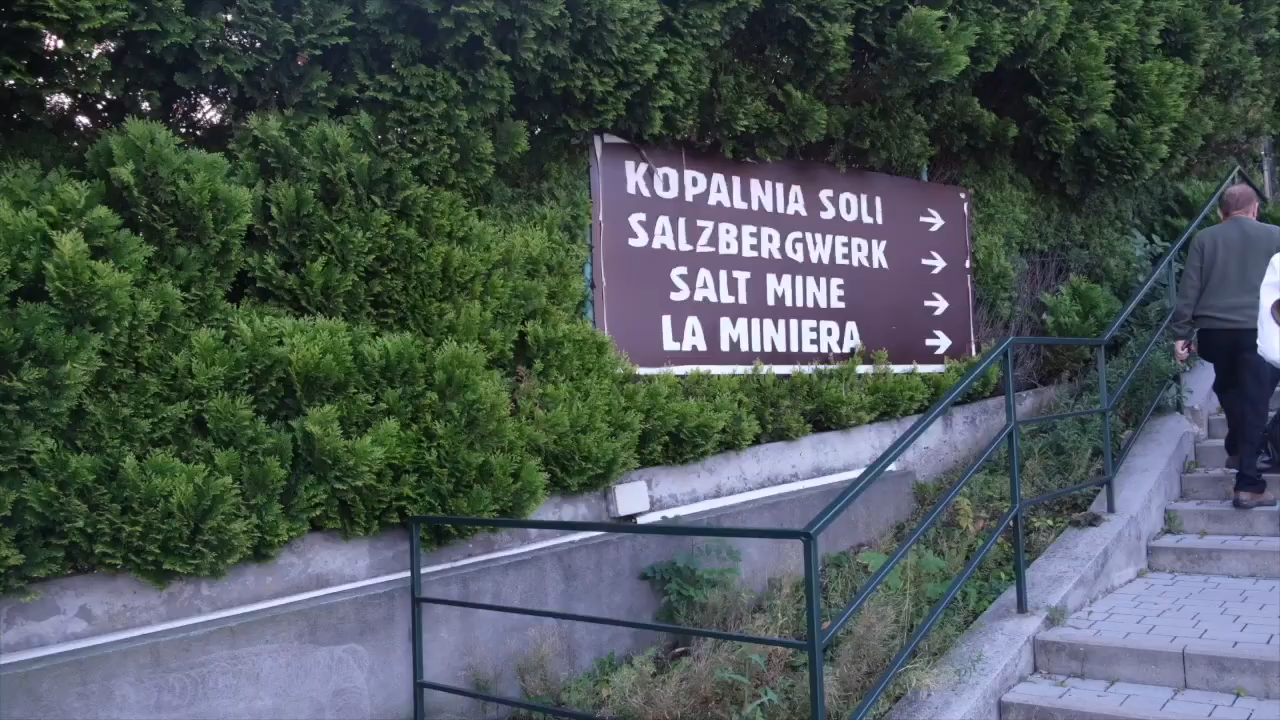 KOPALNIA SOLI →
SALZBERGWERK →
SALT MINE →
LA MINIERA →